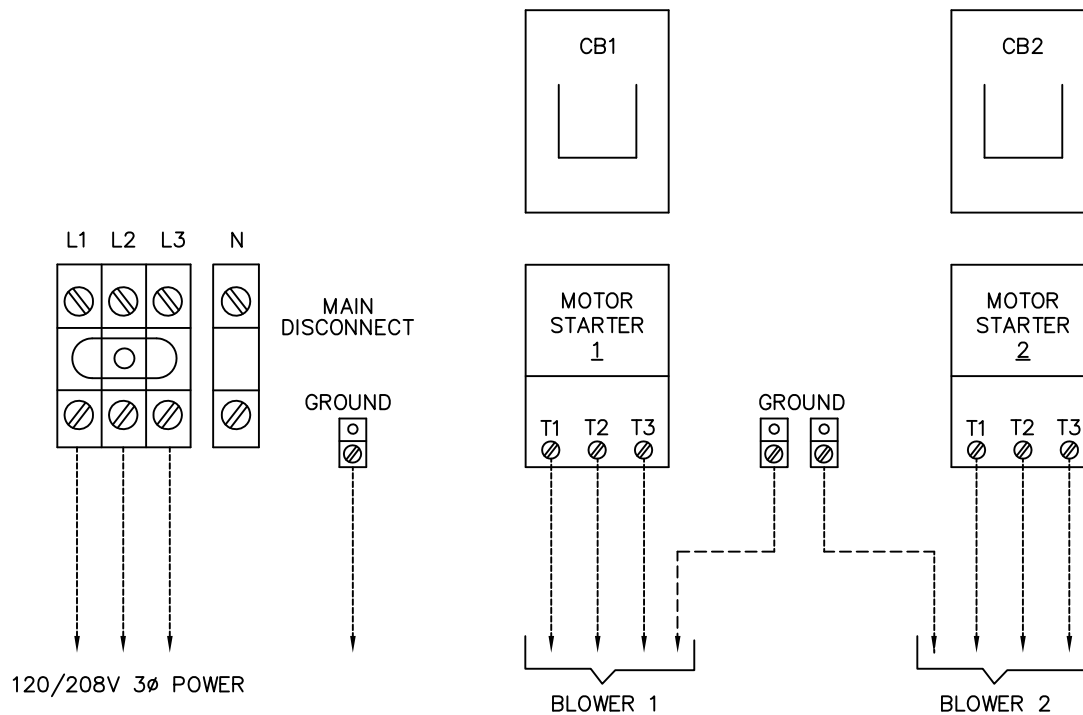 CB1
CB2
L1 L2 L3 N
MAIN
DISCONNECT
MOTOR
STARTER
1
MOTOR
STARTER
2
GROUND
T1 T2 T3
GROUND
T1 T2 T3
120/208V 3ø POWER
BLOWER 1
BLOWER 2